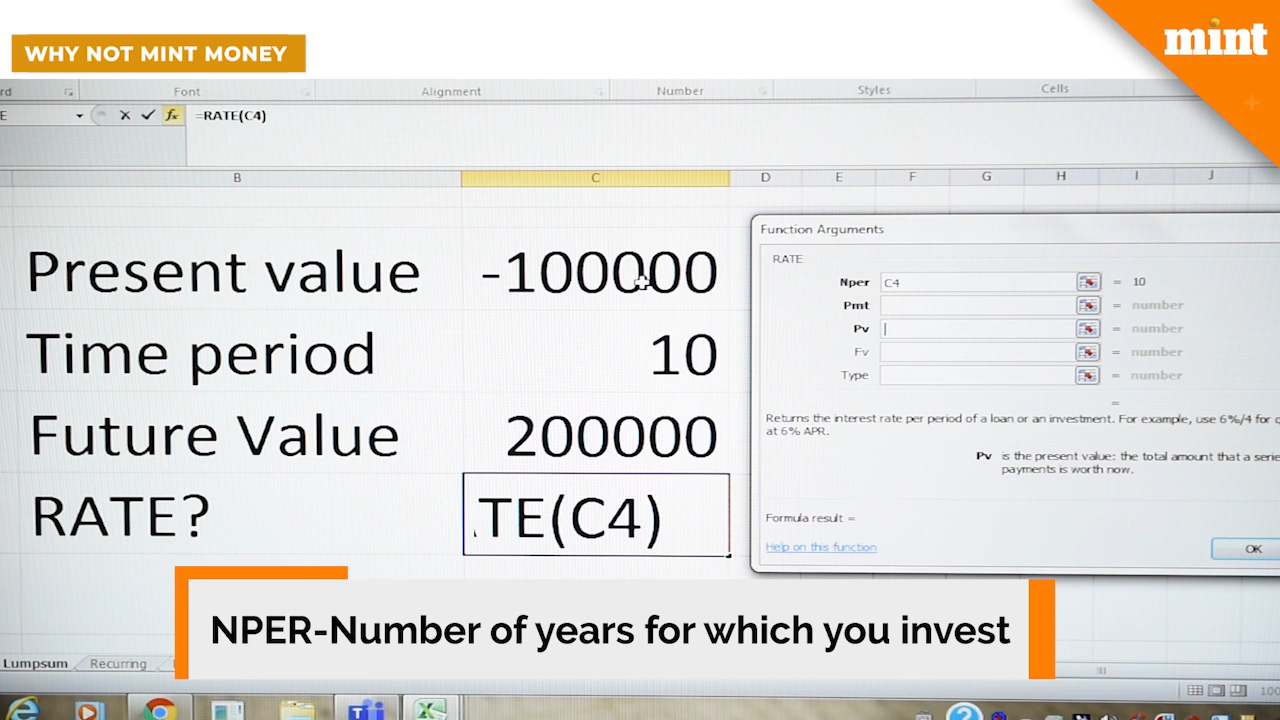 WHY NOT MINT MONEY
mint
rd
Font
Alignment
Number
Styles
Cells
E
fx
=RATE(C4)
B
C
D
E
F
G
H
I
J
Present value
-100000
Time period
10
Future Value
200000
RATE?
TE(C4)
Function Arguments
RATE
Nper
C4
= 10
Pmt
= number
Pv
= number
Fv
= number
Type
= number
=
Returns the interest rate per period of a loan or an investment. For example, use 6%/4 for q
at 6% APR.
Pv is the present value: the total amount that a serie
payments is worth now.
Formula result =
Help on this function
OK
NPER-Number of years for which you invest
Lumpsum
Recurring
100